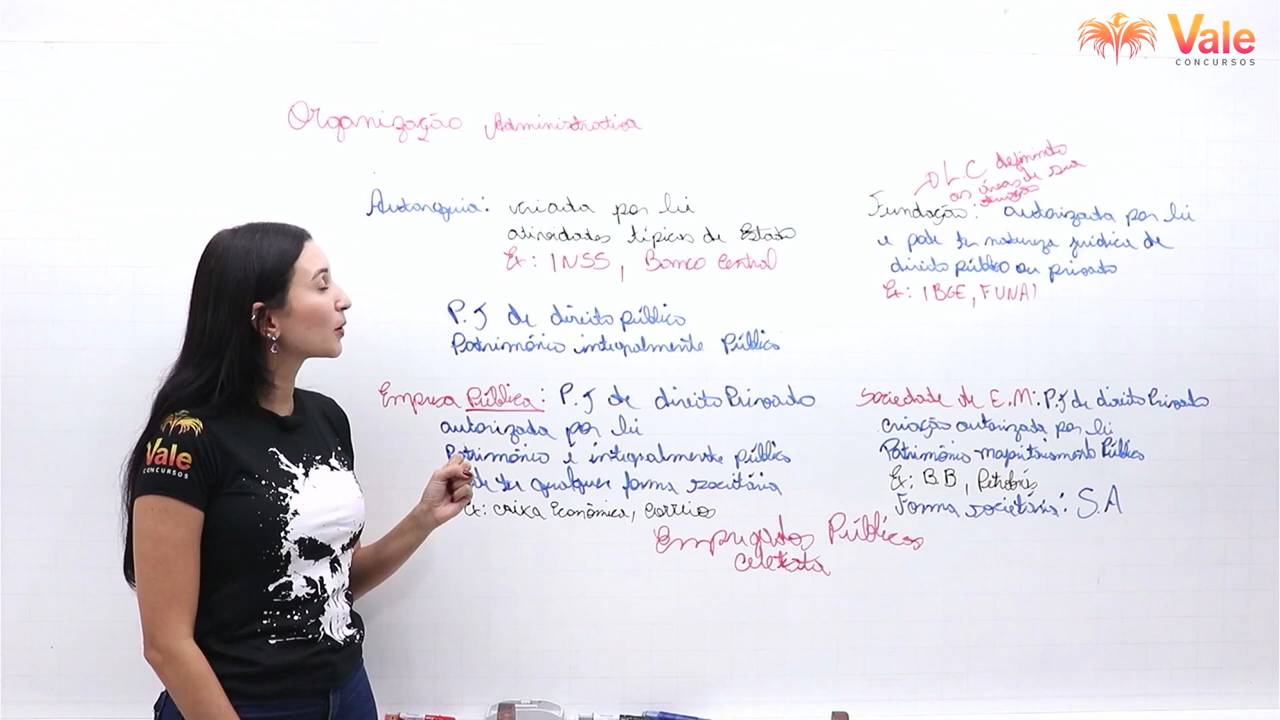 Vale
CONCURSOS
Organização Administrativa
Autarquia: criada por lei
atividades típicas de Estado
Ex: INSS, Banco Central
P.J de direito público
Patrimônio integralmente Público
L.C definindo
as áreas de sua
atuação
Fundação: autorizada por lei
e pode ter natureza jurídica de
direito público ou privado
Ex: IBGE, FUNAI
Empresa Pública: P.J de direito Privado
autorizada por lei
Patrimônio é integralmente público
ter qualquer forma societária
Ex: Caixa Econômica, Correios
Sociedade de E.M: P.J de direito Privado
criação autorizada por lei
Patrimônio majoritariamente Público
Ex: BB, Petrobrás
Forma societária: S.A
Empregados Públicos
celetista
Vale
CONCURSOS